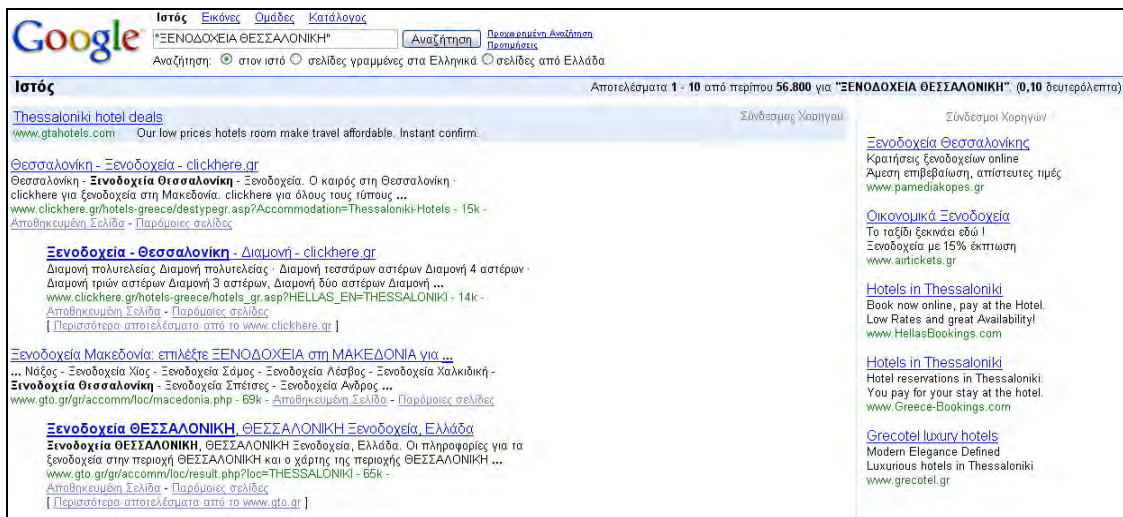 Google™
Ιστός Εικόνες Ομάδες Κατάλογος
"ΞΕΝΟΔΟΧΕΙΑ ΘΕΣΣΑΛΟΝΙΚΗ" Αναζήτηση Προχωρημένη Αναζήτηση
Προτιμήσεις
Αναζήτηση: στον ιστό σελίδες γραμμένες στα Ελληνικά σελίδες από Ελλάδα
Ιστός Αποτελέσματα 1 - 10 από περίπου 56.800 για "ΞΕΝΟΔΟΧΕΙΑ ΘΕΣΣΑΛΟΝΙΚΗ". (0,10 δευτερόλεπτα)
Thessaloniki hotel deals Σύνδεσμος Χορηγού
www.gtahotels.com Our low prices hotels room make travel affordable. Instant confirm.
Θεσσαλονίκη - Ξενοδοχεία - clickhere.gr
Θεσσαλονίκη - Ξενοδοχεία Θεσσαλονίκη - Ξενοδοχεία. Ο καιρός στη Θεσσαλονίκη ·
clickhere για ξενοδοχεία στη Μακεδονία. clickhere για όλους τους τύπους ...
www.clickhere.gr/hotels-greece/destypegr.asp?Accommodation=Thessaloniki-Hotels - 15k -
Αποθηκευμένη Σελίδα - Παρόμοιες σελίδες
Ξενοδοχεία - Θεσσαλονίκη - Διαμονή - clickhere.gr
Διαμονή πολυτελείας Διαμονή πολυτελείας · Διαμονή τεσσάρων αστέρων Διαμονή 4 αστέρων ·
Διαμονή τριών αστέρων Διαμονή 3 αστέρων, Διαμονή δύο αστέρων Διαμονή ...
www.clickhere.gr/hotels-greece/hotels_gr.asp?HELLAS_EN=THESSALONIKI - 14k -
Αποθηκευμένη Σελίδα - Παρόμοιες σελίδες
[ Περισσότερα αποτελέσματα από το www.clickhere.gr ]
Ξενοδοχεία Μακεδονία: επιλέξτε ΞΕΝΟΔΟΧΕΙΑ στη ΜΑΚΕΔΟΝΙΑ για ...
... Νάξος - Ξενοδοχεία Χίος - Ξενοδοχεία Σάμος - Ξενοδοχεία Λέσβος - Ξενοδοχεία Χαλκιδική -
Ξενοδοχεία Θεσσαλονίκη - Ξενοδοχεία Σπέτσες - Ξενοδοχεία Ανδρος ...
www.gto.gr/gr/accomm/loc/macedonia.php - 69k - Αποθηκευμένη Σελίδα - Παρόμοιες σελίδες
Ξενοδοχεία ΘΕΣΣΑΛΟΝΙΚΗ, ΘΕΣΣΑΛΟΝΙΚΗ Ξενοδοχεία, Ελλάδα
Ξενοδοχεία ΘΕΣΣΑΛΟΝΙΚΗ, ΘΕΣΣΑΛΟΝΙΚΗ Ξενοδοχεία, Ελλάδα. Οι πληροφορίες για τα
ξενοδοχεία στην περιοχή ΘΕΣΣΑΛΟΝΙΚΗ και ο χάρτης της περιοχής ΘΕΣΣΑΛΟΝΙΚΗ ...
www.gto.gr/gr/accomm/loc/result.php?loc=THESSALONIKI - 65k -
Αποθηκευμένη Σελίδα - Παρόμοιες σελίδες
[ Περισσότερα αποτελέσματα από το www.gto.gr ]
Σύνδεσμοι Χορηγών
Ξενοδοχεία Θεσσαλονίκης
Κρατήσεις ξενοδοχείων online
Άμεση επιβεβαίωση, απίστευτες τιμές
www.pamediakopes.gr
Οικονομικά Ξενοδοχεία
Το ταξίδι ξεκινάει εδώ !
Ξενοδοχεία με 15% έκπτωση
www.airtickets.gr
Hotels in Thessaloniki
Book now online, pay at the Hotel.
Low Rates and great Availability!
www.HellasBookings.com
Hotels in Thessaloniki
Hotel reservations in Thessaloniki.
You pay for your stay at the hotel.
www.Greece-Bookings.com
Grecotel luxury hotels
Modern Elegance Defined
Luxurious hotels in Thessaloniki
www.grecotel.gr